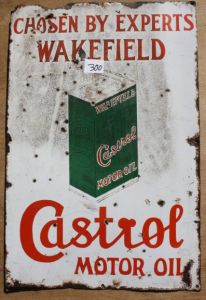 CHOSEN BY EXPERTS
WAKEFIELD
300
WAKEFIELD
Castrol
MOTOR OIL
Castrol
MOTOR OIL